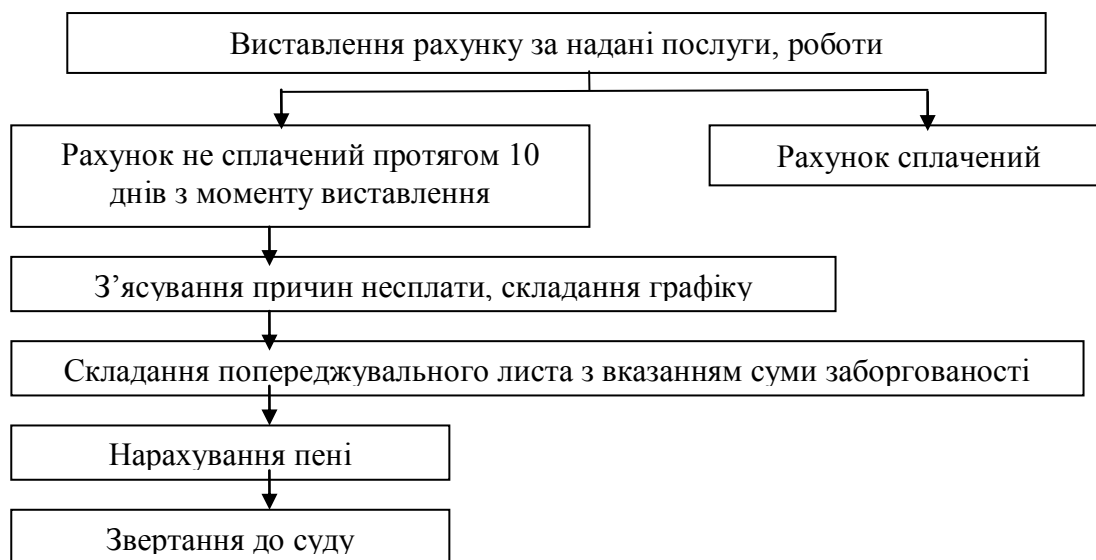 Виставлення рахунку за надані послуги, роботи
Рахунок не сплачений протягом 10
днів з моменту виставлення
Рахунок сплачений
З’ясування причин несплати, складання графіку
Складання попереджувального листа з вказанням суми заборгованості
Нарахування пені
Звертання до суду